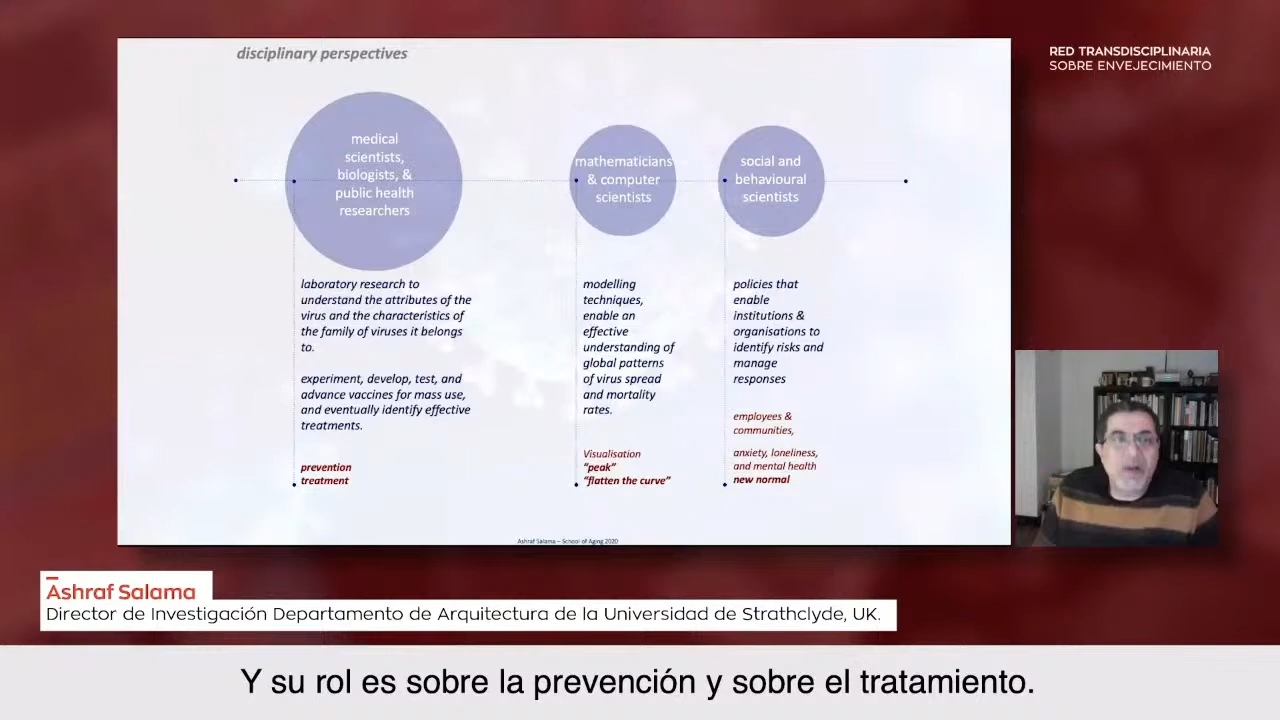 disciplinary perspectives
RED TRANSDISCIPLINARIA
SOBRE ENVEJECIMIENTO
medical
scientists,
biologists, &
public health
researchers
mathematicians
& computer
scientists
social and
behavioural
scientists
laboratory research to
understand the attributes of the
virus and the characteristics of
the family of viruses it belongs
to.
experiment, develop, test, and
advance vaccines for mass use,
and eventually identify effective
treatments.
prevention
treatment
modelling
techniques,
enable an
effective
understanding of
global patterns
of virus spread
and mortality
rates.
Visualisation
“peak”
“flatten the curve”
policies that
enable
institutions &
organisations to
identify risks and
manage
responses
employees &
communities,
anxiety, loneliness,
and mental health
new normal
Ashraf Salama – School of Aging 2020
Ashraf Salama
Director de Investigación Departamento de Arquitectura de la Universidad de Strathclyde, UK.
Y su rol es sobre la prevención y sobre el tratamiento.